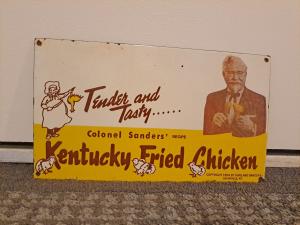 Tender and
Tasty......
Colonel Sanders' RECIPE
Kentucky Fried Chicken